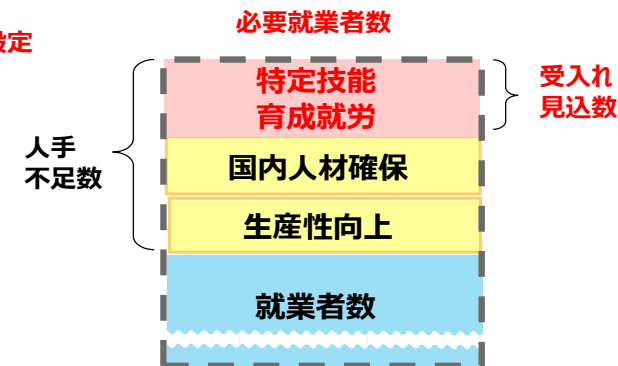 必要就業者数
設定
特定技能
育成就労
受入れ
見込数
人手
不足数
国内人材確保
生産性向上
就業者数